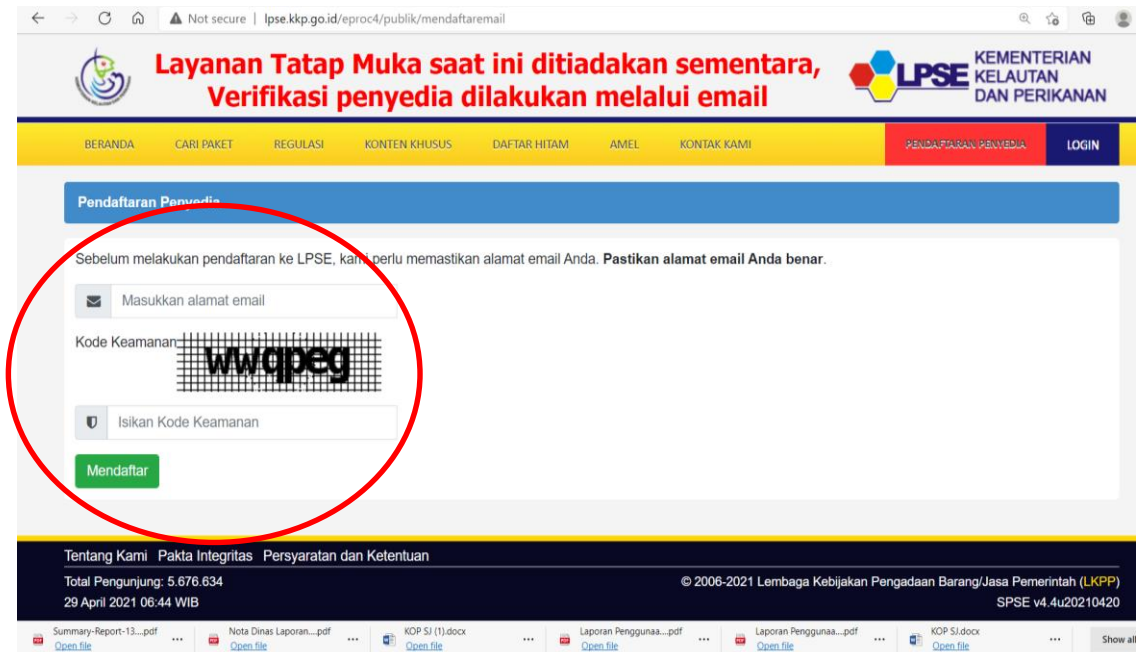 Not secure | lpse.kkp.go.id/eproc4/publik/mendaftaremail
Layanan Tatap Muka saat ini ditiadakan sementara,
Verifikasi penyedia dilakukan melalui email
LPSE
KEMENTERIAN
KELAUTAN
DAN PERIKANAN
BERANDA CARI PAKET REGULASI KONTEN KHUSUS DAFTAR HITAM AMEL KONTAK KAMI PENDAFTARAN PENYEDIA LOGIN
Pendaftaran Penyedia
Sebelum melakukan pendaftaran ke LPSE, kami perlu memastikan alamat email Anda. Pastikan alamat email Anda benar.
Masukkan alamat email
Kode Keamanan wwqpeg
Isikan Kode Keamanan
Mendaftar
Tentang Kami Pakta Integritas Persyaratan dan Ketentuan
Total Pengunjung: 5.676.634 © 2006-2021 Lembaga Kebijakan Pengadaan Barang/Jasa Pemerintah (LKPP)
29 April 2021 06:44 WIB SPSE v4.4u20210420
Summary-Report-13....pdf ... Nota Dinas Laporan....pdf ... KOP SJ (1).docx ... Laporan Penggunaa....pdf ... Laporan Penggunaa....pdf ... KOP SJ.docx ... Show all
Open file Open file Open file Open file Open file Open file